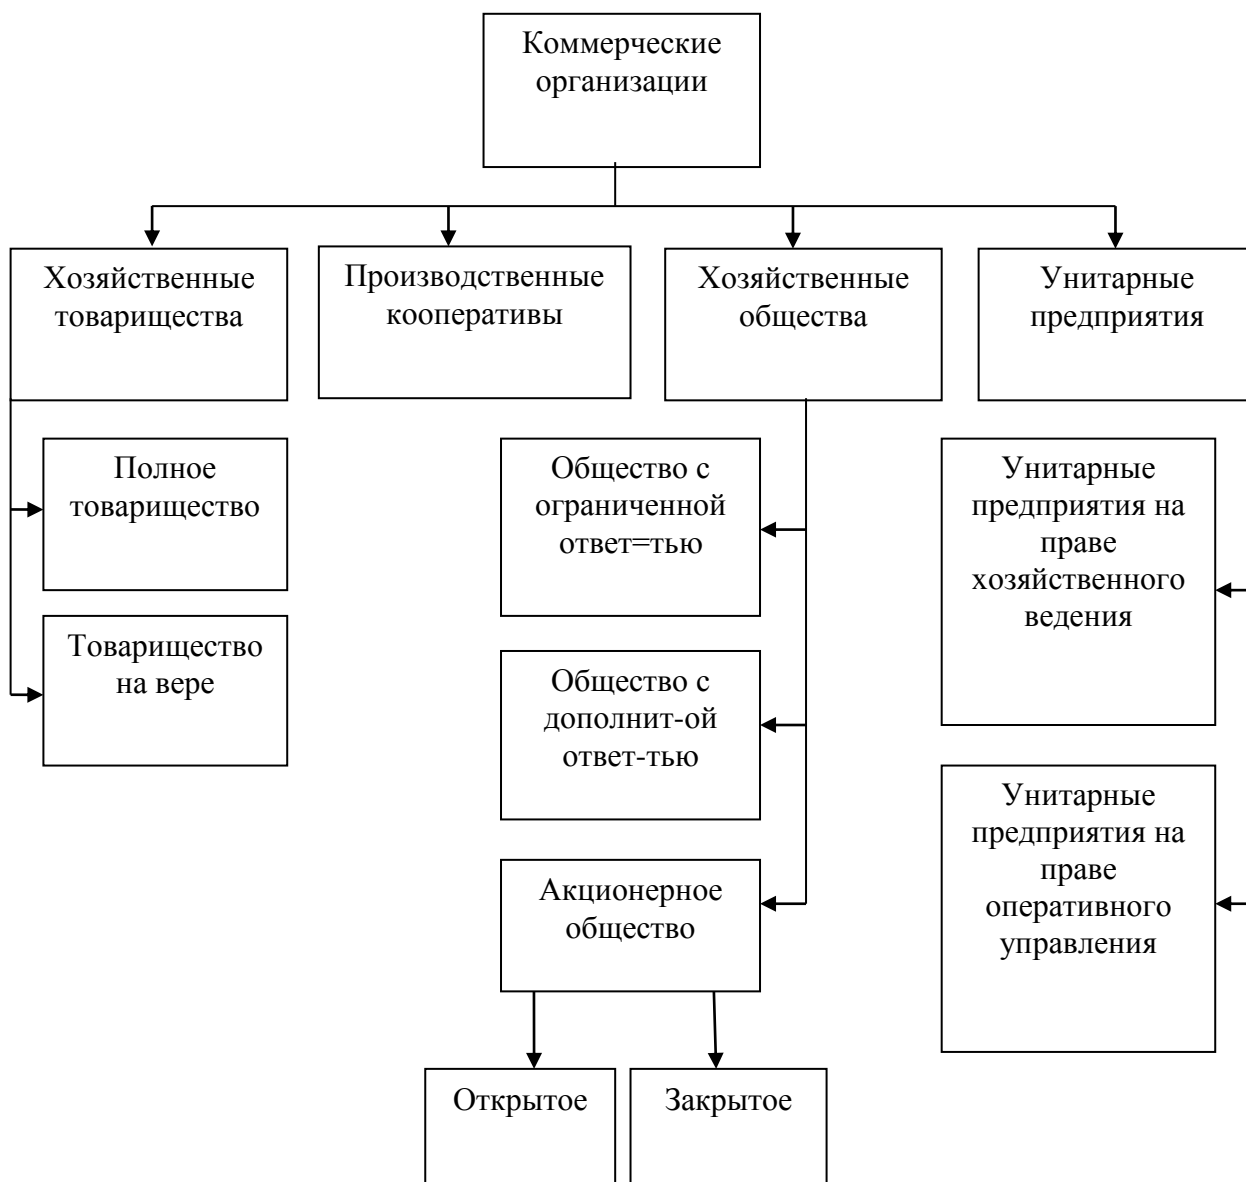 Коммерческие
организации
Хозяйственные
товарищества
Производственные
кооперативы
Хозяйственные
общества
Унитарные
предприятия
Полное
товарищество
Товарищество
на вере
Общество с
ограниченной
ответ=тью
Общество с
дополнит-ой
ответ-тью
Акционерное
общество
Открытое
Закрытое
Унитарные
предприятия на
праве
хозяйственного
ведения
Унитарные
предприятия на
праве
оперативного
управления